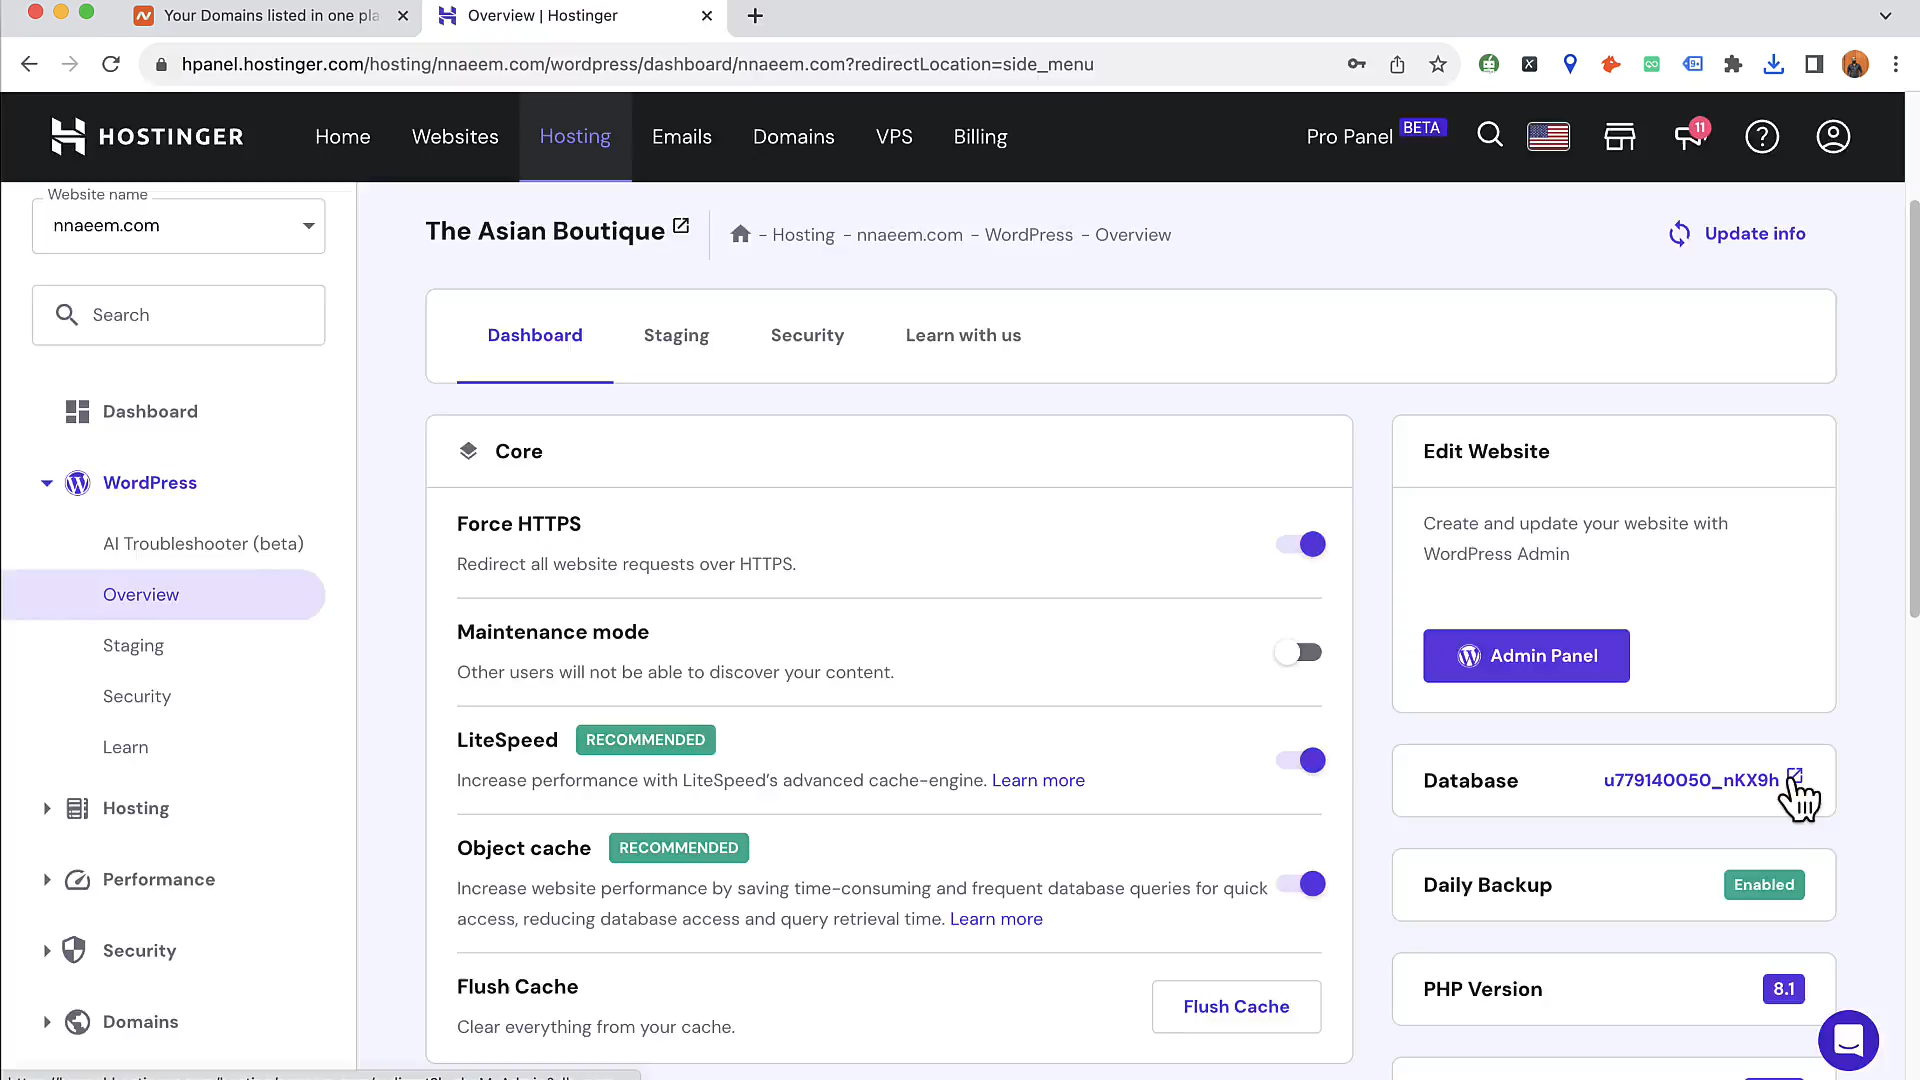 Your Domains listed in one pla
Overview | Hostinger
hpanel.hostinger.com/hosting/nnaeem.com/wordpress/dashboard/nnaeem.com?redirectLocation=side_menu
9+
HOSTINGER
Home
Websites
Hosting
Emails
Domains
VPS
Billing
Pro Panel
BETA
11
Website name
nnaeem.com
Search
Dashboard
WordPress
AI Troubleshooter (beta)
Overview
Staging
Security
Learn
Hosting
Performance
Security
Domains
The Asian Boutique
- Hosting - nnaeem.com - WordPress - Overview
Update info
Dashboard
Staging
Security
Learn with us
Core
Force HTTPS
Redirect all website requests over HTTPS.
Maintenance mode
Other users will not be able to discover your content.
LiteSpeed
RECOMMENDED
Increase performance with LiteSpeed's advanced cache-engine. Learn more
Object cache
RECOMMENDED
Increase website performance by saving time-consuming and frequent database queries for quick
access, reducing database access and query retrieval time. Learn more
Flush Cache
Clear everything from your cache.
Flush Cache
Edit Website
Create and update your website with
WordPress Admin
Admin Panel
Database
u779140050_nKX9h
Daily Backup
Enabled
PHP Version
8.1